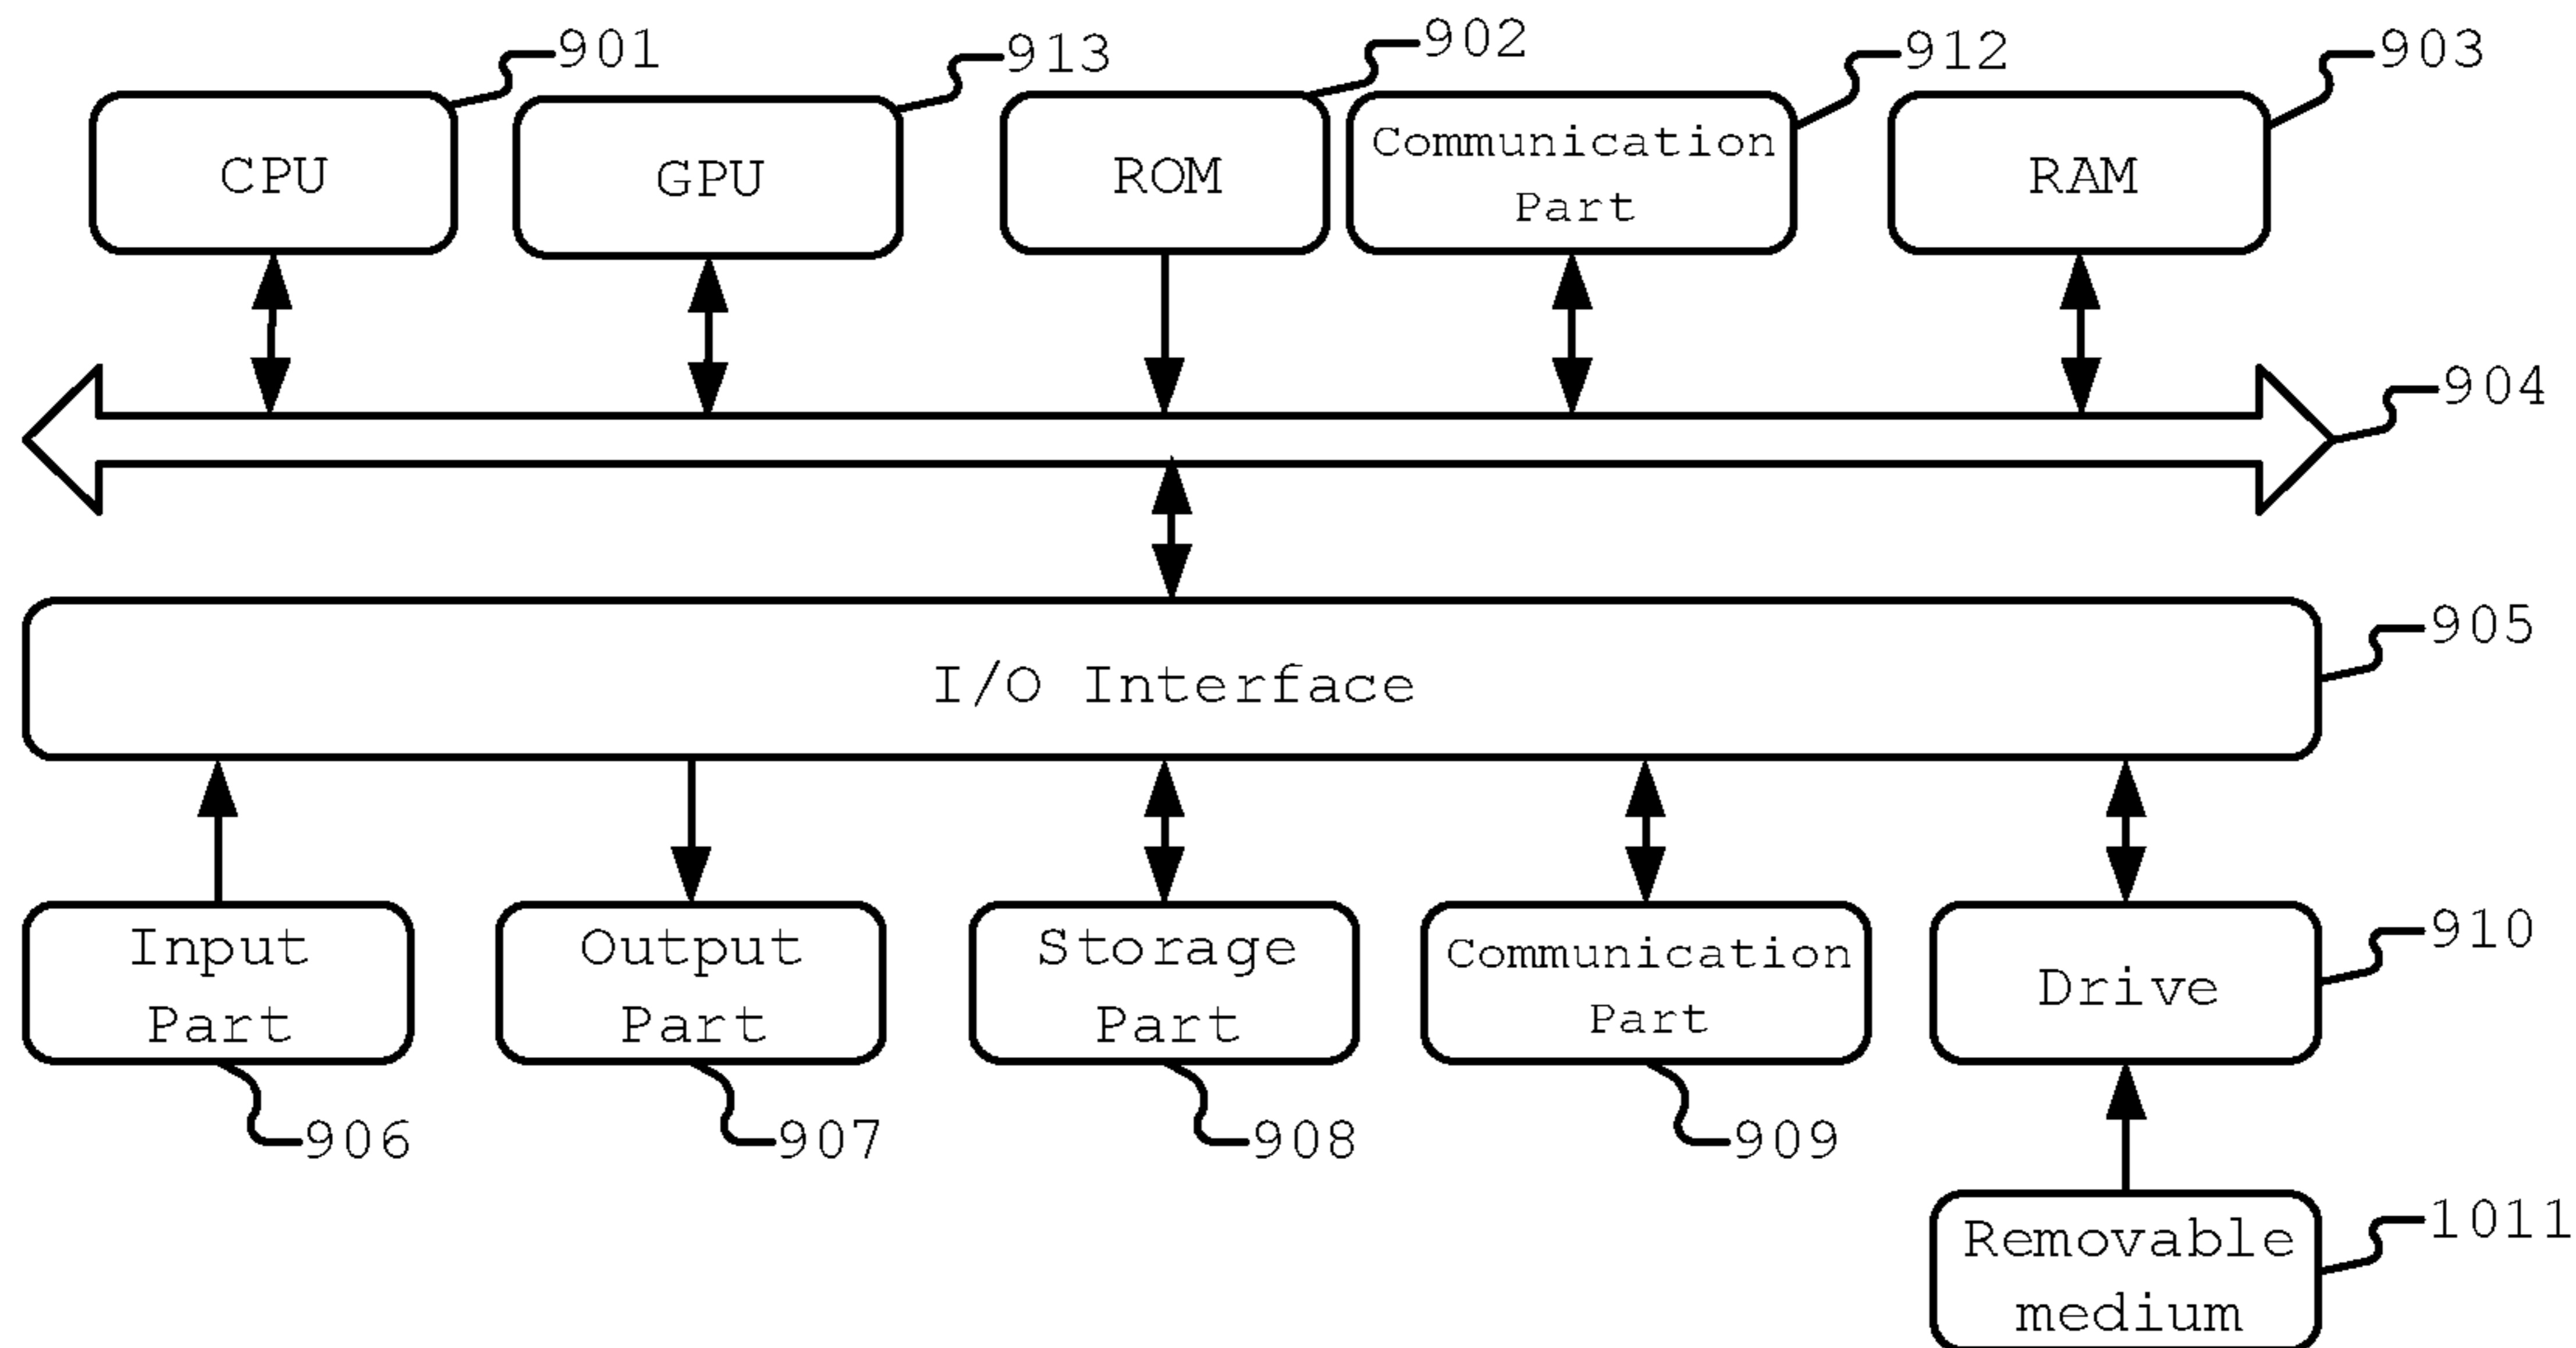 901
913
902
912
903
CPU
GPU
ROM
Communication
Part
RAM
904
905
I/O Interface
910
Input
Part
Output
Part
Storage
Part
Communication
Part
Drive
906
907
908
909
1011
Removable
medium